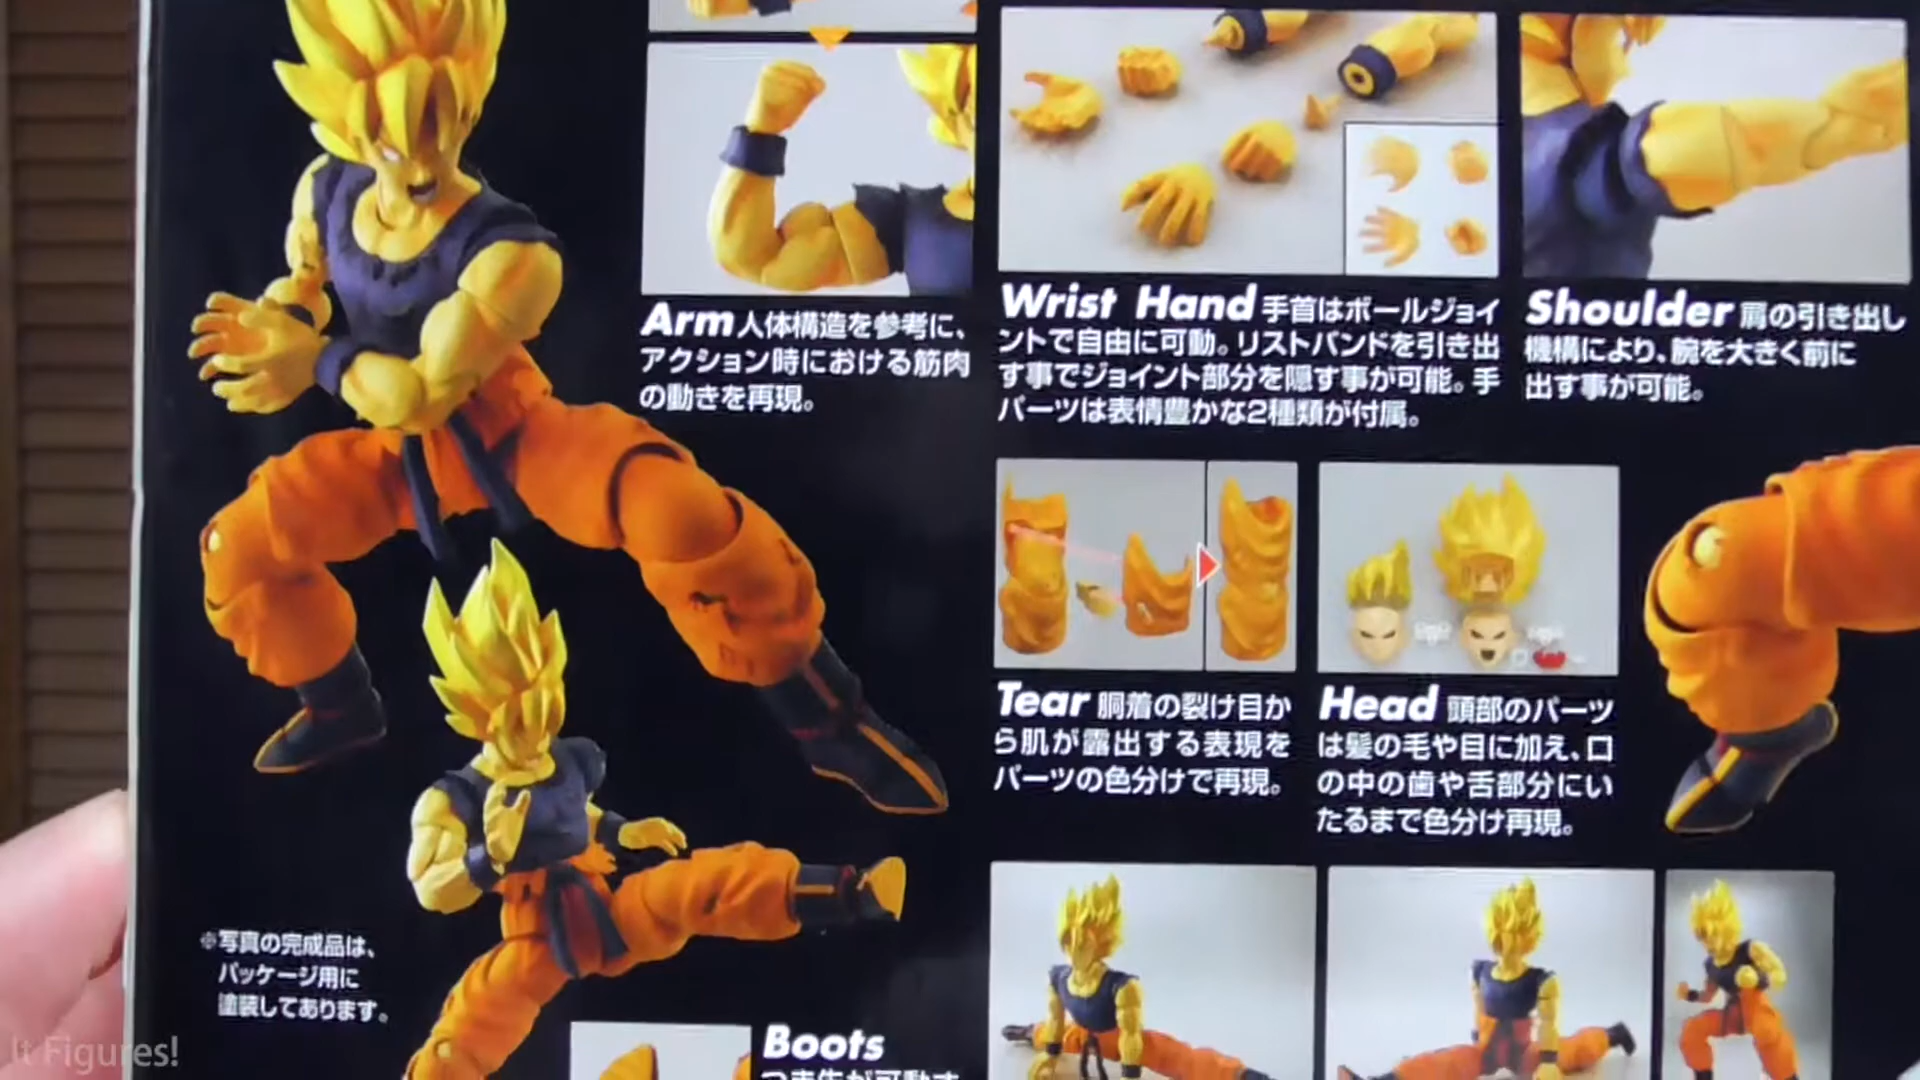 Arm 人体構造を参考に、
アクション時における筋肉
の動きを再現。
Wrist Hand 手首はボールジョイ
ントで自由に可動。リストバンドを引き出
す事でジョイント部分を隠す事が可能。手
パーツは表情豊かな2種類が付属。
Shoulder 肩の引き出し
機構により、腕を大きく前に
出す事が可能。
Tear 胴着の裂け目か
ら肌が露出する表現を
パーツの色分けで再現。
Head 頭部のパーツ
は髪の毛や目に加え、口
の中の歯や舌部分にい
たるまで色分け再現。
※写真の完成品は、
パッケージ用に
塗装してあります。
Boots
It Figures!